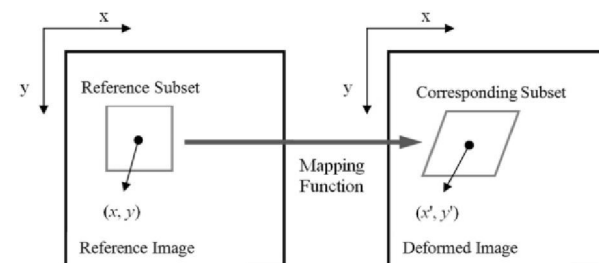 x
y
Reference Subset
(x, y)
Reference Image
Mapping
Function
x
y
Corresponding Subset
(x', y')
Deformed Image